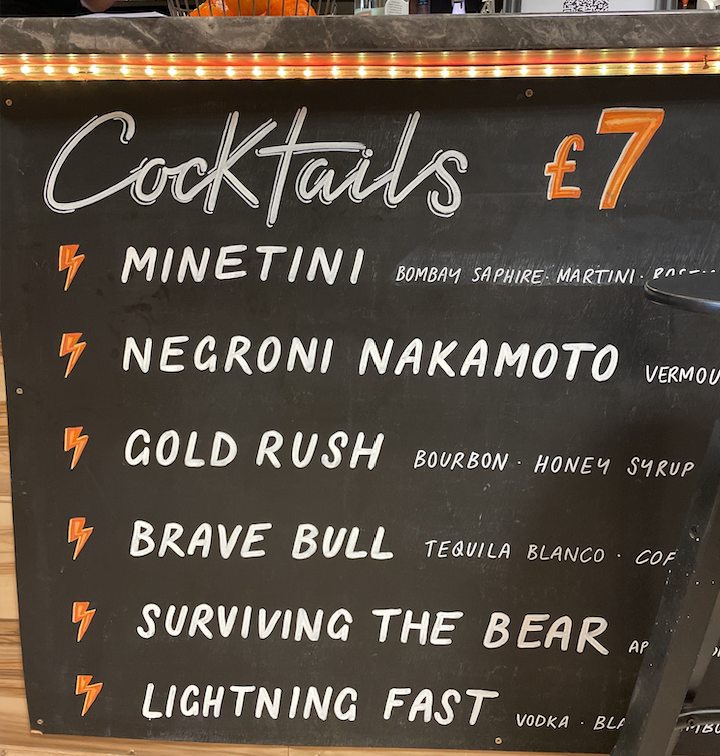 Cocktails £7
MINETINI BOMBAY SAPHIRE · MARTINI ·
NEGRONI NAKAMOTO
GOLD RUSH BOURBON · HONEY SYRUP
BRAVE BULL TEQUILA BLANCO ·
SURVIVING THE BEAR
LIGHTNING FAST VODKA ·